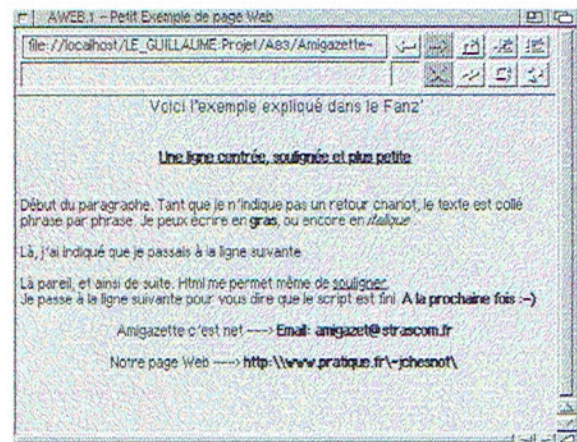 AWEB.1 - Petit Exemple de page Web
file://localhost/LE_GUILLAUME:Projet/A83/Amigazette-
Voici l'exemple expliqué dans le Fanz'
Une ligne centrée, soulignée et plus petite
Début du paragraphe. Tant que je n'indique pas un retour chariot, le texte est collé
phrase par phrase. Je peux écrire en gras, ou encore en italique .
Là, j'ai indiqué que je passais à la ligne suivante
Là pareil, et ainsi de suite. Html me permet même de souligner.
Je passe à la ligne suivante pour vous dire que le script est fini. A la prochaine fois :-)
Amigazette c'est net ----> Email: amigazet@strascom.fr
Notre page Web ----> http:\\www.pratique.fr\~jchesnot\